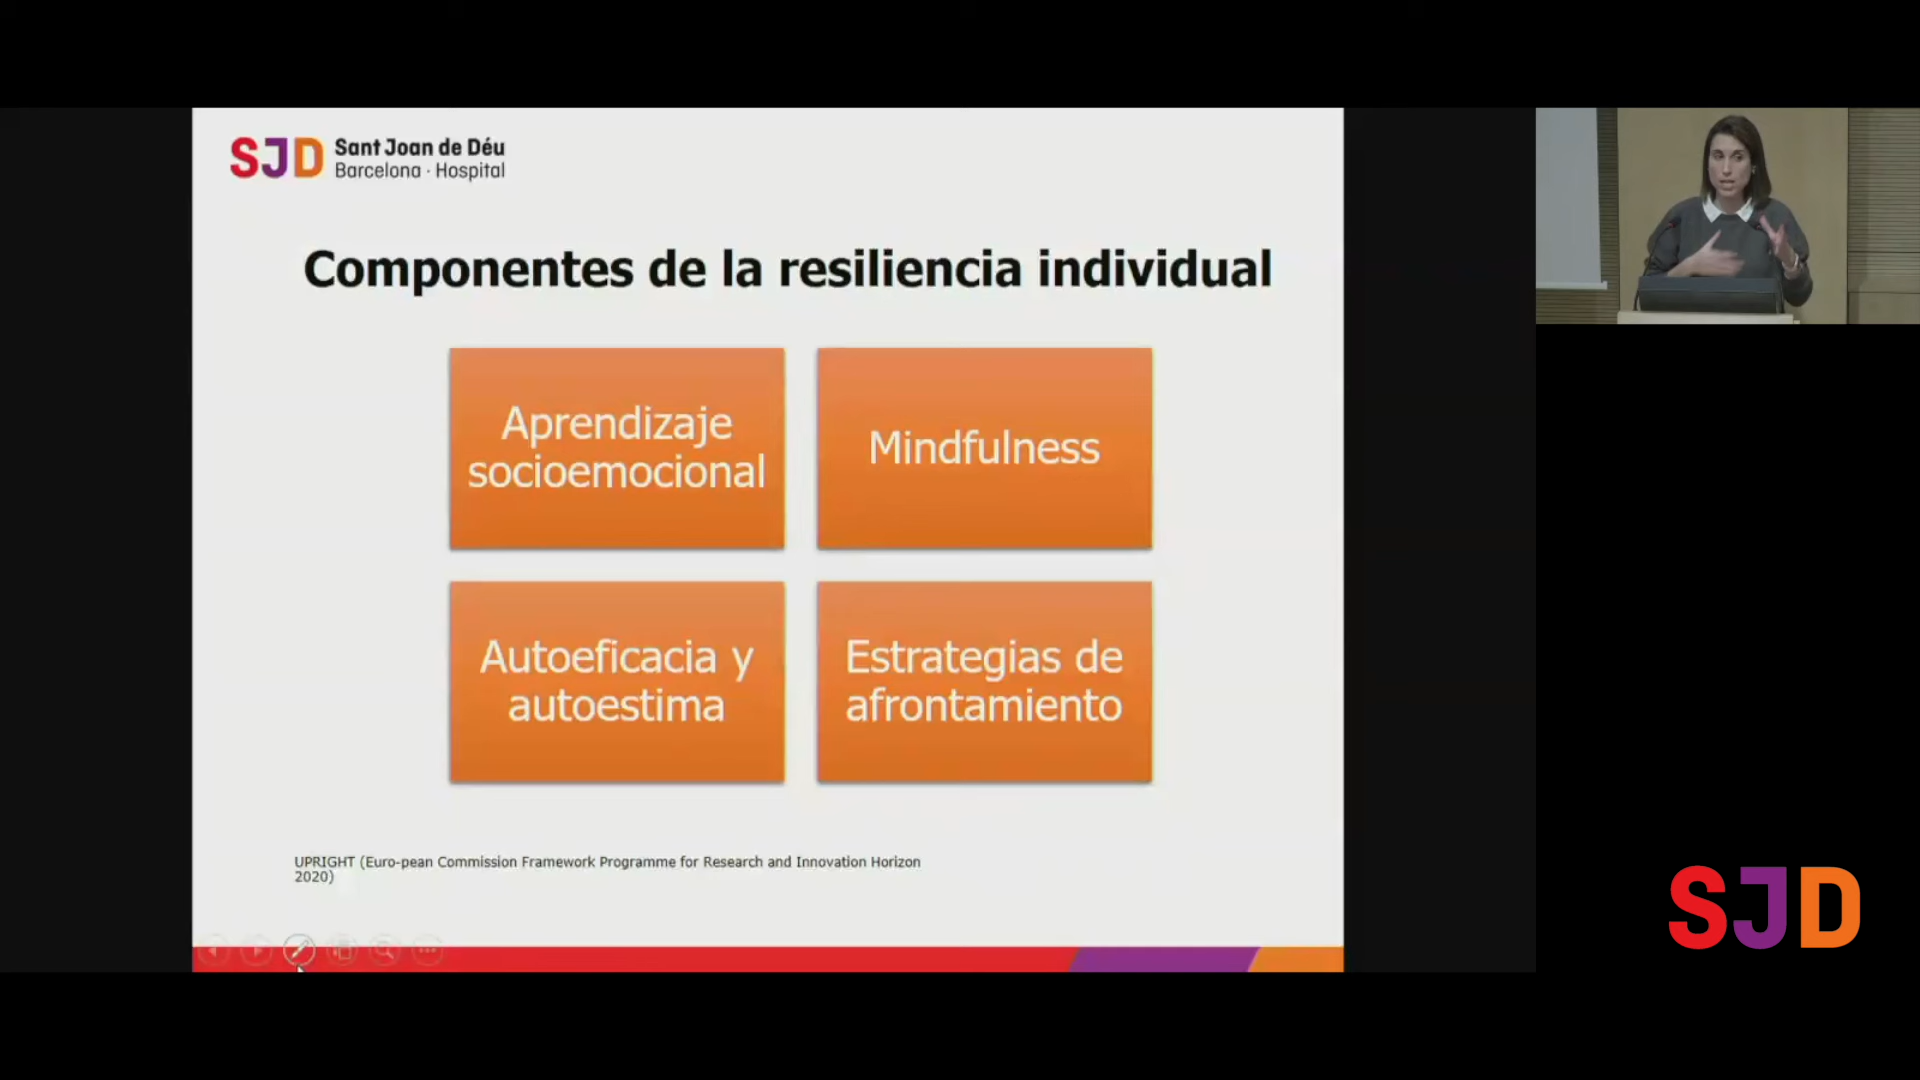 SJD Sant Joan de Déu
Barcelona · Hospital
Componentes de la resiliencia individual
Aprendizaje
socioemocional
Mindfulness
Autoeficacia y
autoestima
Estrategias de
afrontamiento
UPRIGHT (Euro-pean Commission Framework Programme for Research and Innovation Horizon
2020)
SJD